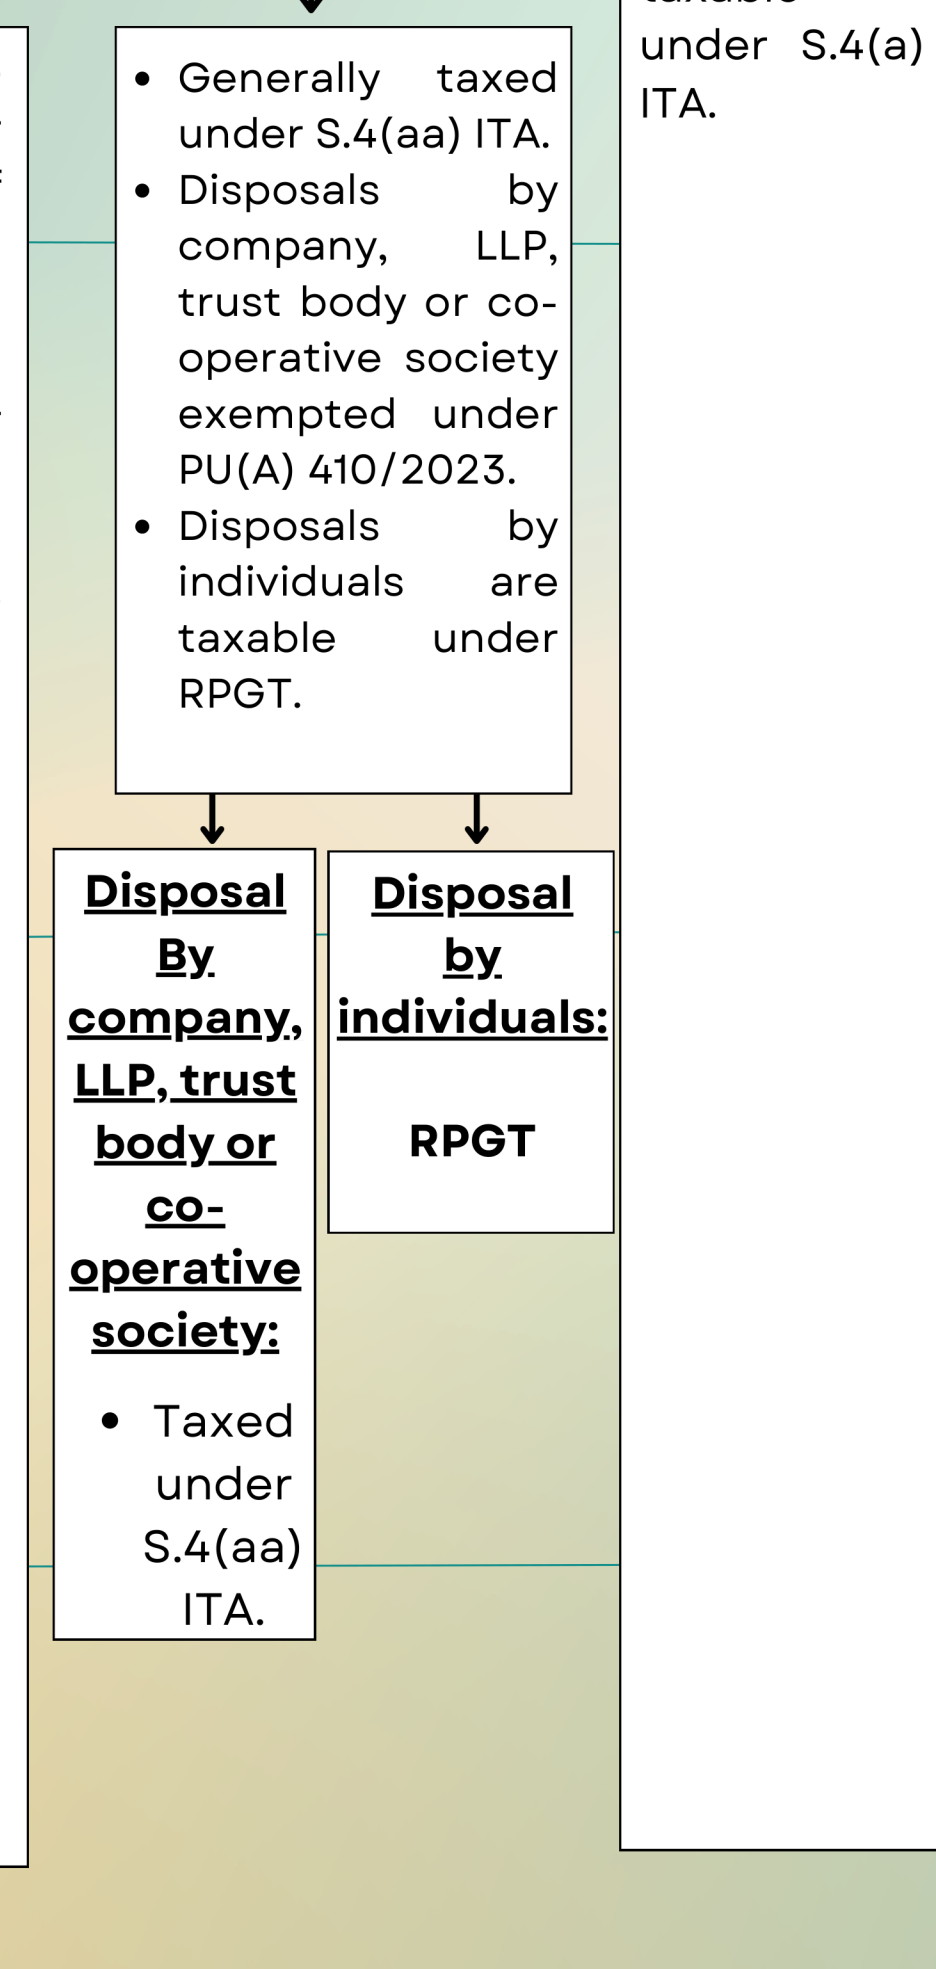 taxable
under S.4(a)
ITA.
• Generally taxed
under S.4(aa) ITA.
• Disposals by
company, LLP,
trust body or co-
operative society
exempted under
PU(A) 410/2023.
• Disposals by
individuals are
taxable under
RPGT.
Disposal
By
company,
LLP, trust
body or
co-
operative
society:
• Taxed
under
S.4(aa)
ITA.
Disposal
by
individuals:
RPGT